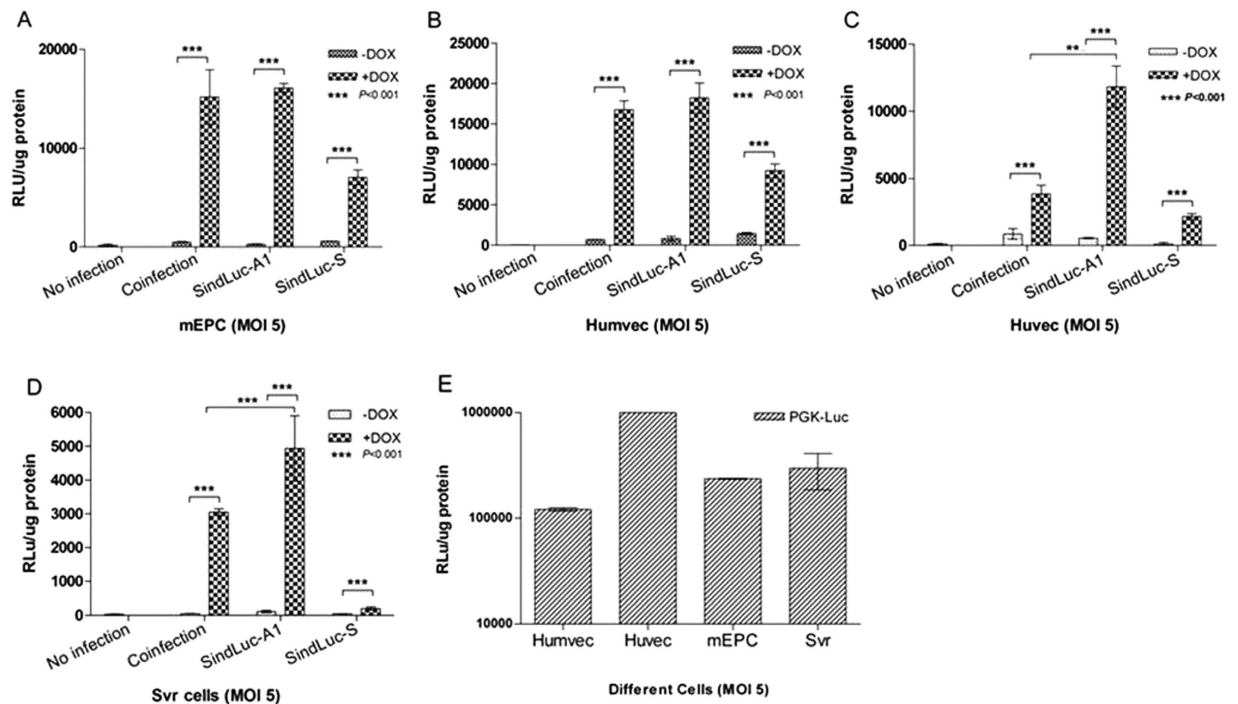 A
RLU/ug protein
20000
10000
0
***
***
***
-DOX
+DOX
*** P<0.001
No infection
Coinfection
SindLuc-A1
SindLuc-S
mEPC (MOI 5)
B
RLU/ug protein
25000
20000
15000
10000
5000
0
***
***
***
-DOX
+DOX
*** P<0.001
No infection
Coinfection
SindLuc-A1
SindLuc-S
Humvec (MOI 5)
C
RLU/ug protein
15000
10000
5000
0
***
**
***
***
-DOX
+DOX
*** P<0.001
No infection
Coinfection
SindLuc-A1
SindLuc-S
Huvec (MOI 5)
D
RLu/ug protein
6000
5000
4000
3000
2000
1000
0
***
***
***
***
-DOX
+DOX
*** P<0.001
No infection
Coinfection
SindLuc-A1
SindLuc-S
Svr cells (MOI 5)
E
RLu/ug protein
1000000
100000
10000
PGK-Luc
Humvec
Huvec
mEPC
Svr
Different Cells (MOI 5)